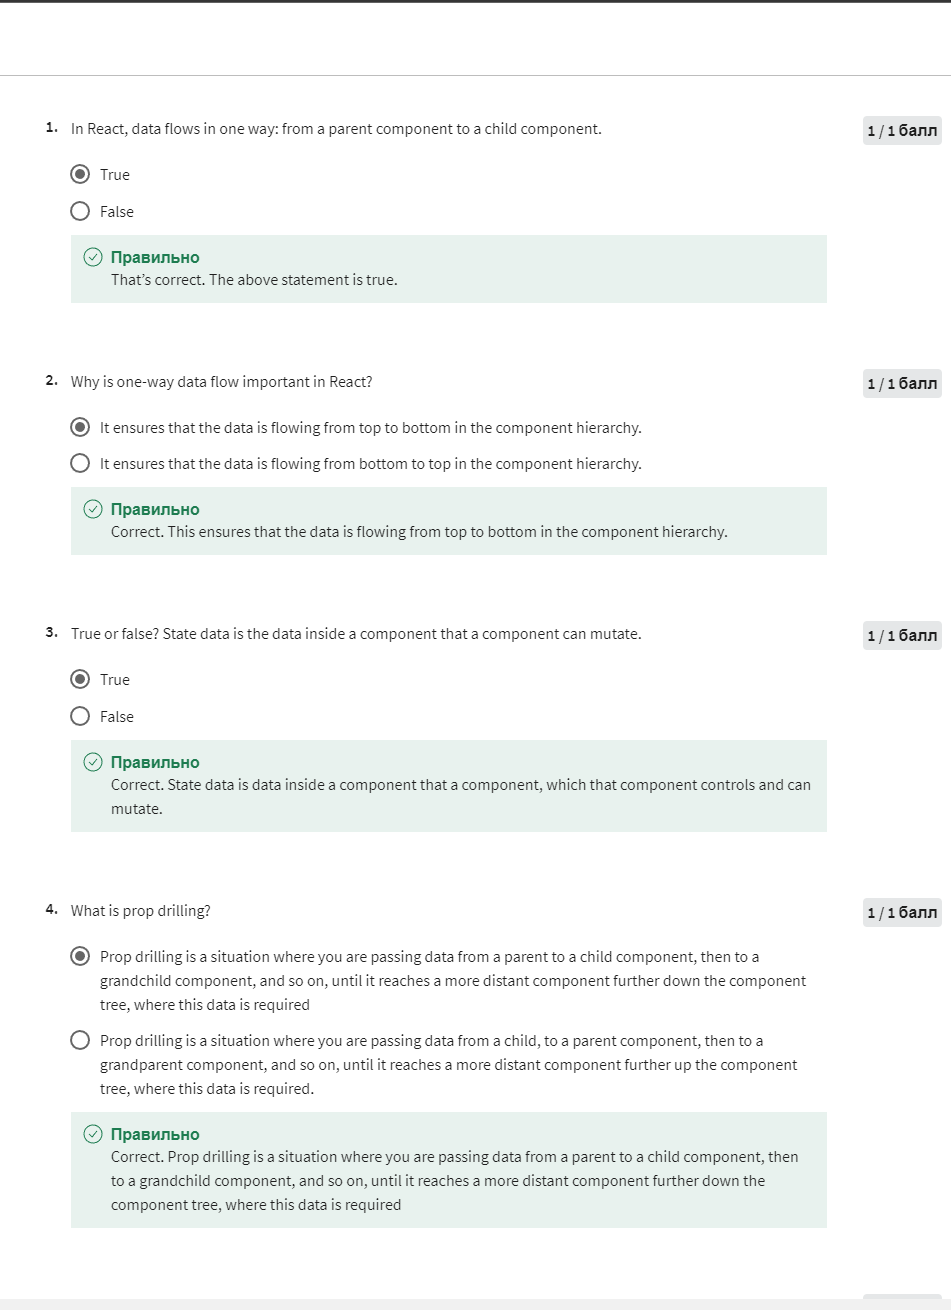 1. In React, data flows in one way: from a parent component to a child component.
1 / 1 балл
True
False
Правильно
That’s correct. The above statement is true.
2. Why is one-way data flow important in React?
1 / 1 балл
It ensures that the data is flowing from top to bottom in the component hierarchy.
It ensures that the data is flowing from bottom to top in the component hierarchy.
Правильно
Correct. This ensures that the data is flowing from top to bottom in the component hierarchy.
3. True or false? State data is the data inside a component that a component can mutate.
1 / 1 балл
True
False
Правильно
Correct. State data is data inside a component that a component, which that component controls and can
mutate.
4. What is prop drilling?
1 / 1 балл
Prop drilling is a situation where you are passing data from a parent to a child component, then to a
grandchild component, and so on, until it reaches a more distant component further down the component
tree, where this data is required
Prop drilling is a situation where you are passing data from a child, to a parent component, then to a
grandparent component, and so on, until it reaches a more distant component further up the component
tree, where this data is required.
Правильно
Correct. Prop drilling is a situation where you are passing data from a parent to a child component, then
to a grandchild component, and so on, until it reaches a more distant component further down the
component tree, where this data is required